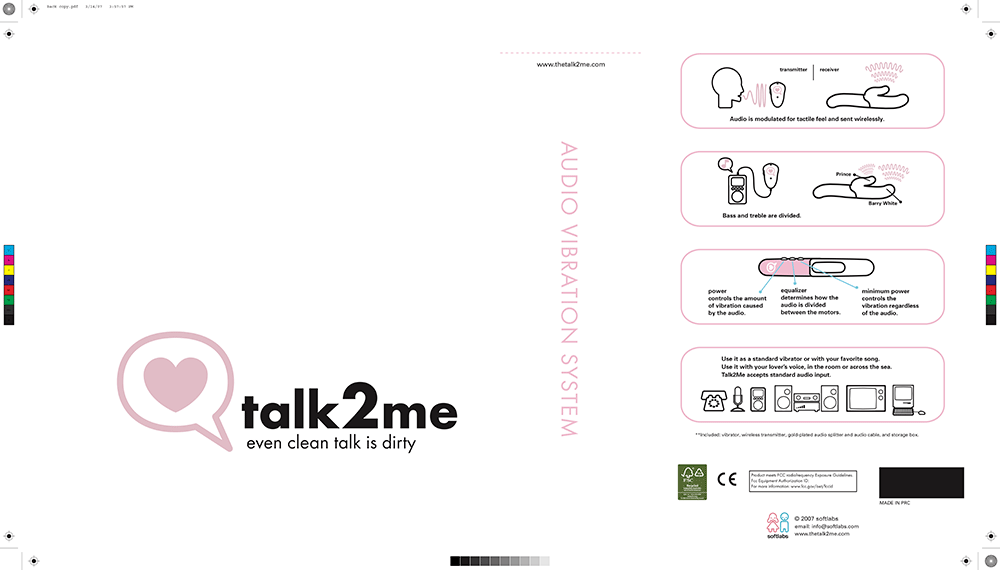 talk2me
even clean talk is dirty
www.thetalk2me.com
AUDIO VIBRATION SYSTEM
transmitter
receiver
Audio is modulated for tactile feel and sent wirelessly.
Prince
Barry White
Bass and treble are divided.
power
controls the amount
of vibration caused
by the audio.
equalizer
determines how the
audio is divided
between the motors.
minimum power
controls the
vibration regardless
of the audio.
Use it as a standard vibrator or with your favorite song.
Use it with your lover's voice, in the room or across the sea.
Talk2Me accepts standard audio input.
**Included: vibrator, wireless transmitter, gold-plated audio splitter and audio cable, and storage box.
FSC
Recycled
CE
Product meets FCC radiofrequency Exposure Guidelines
For Equipment Authorization ID:
For more information: www.fcc.gov/oet/fccid
MADE IN PRC
softlabs
© 2007 softlabs
email: info@softlabs.com
www.thetalk2me.com